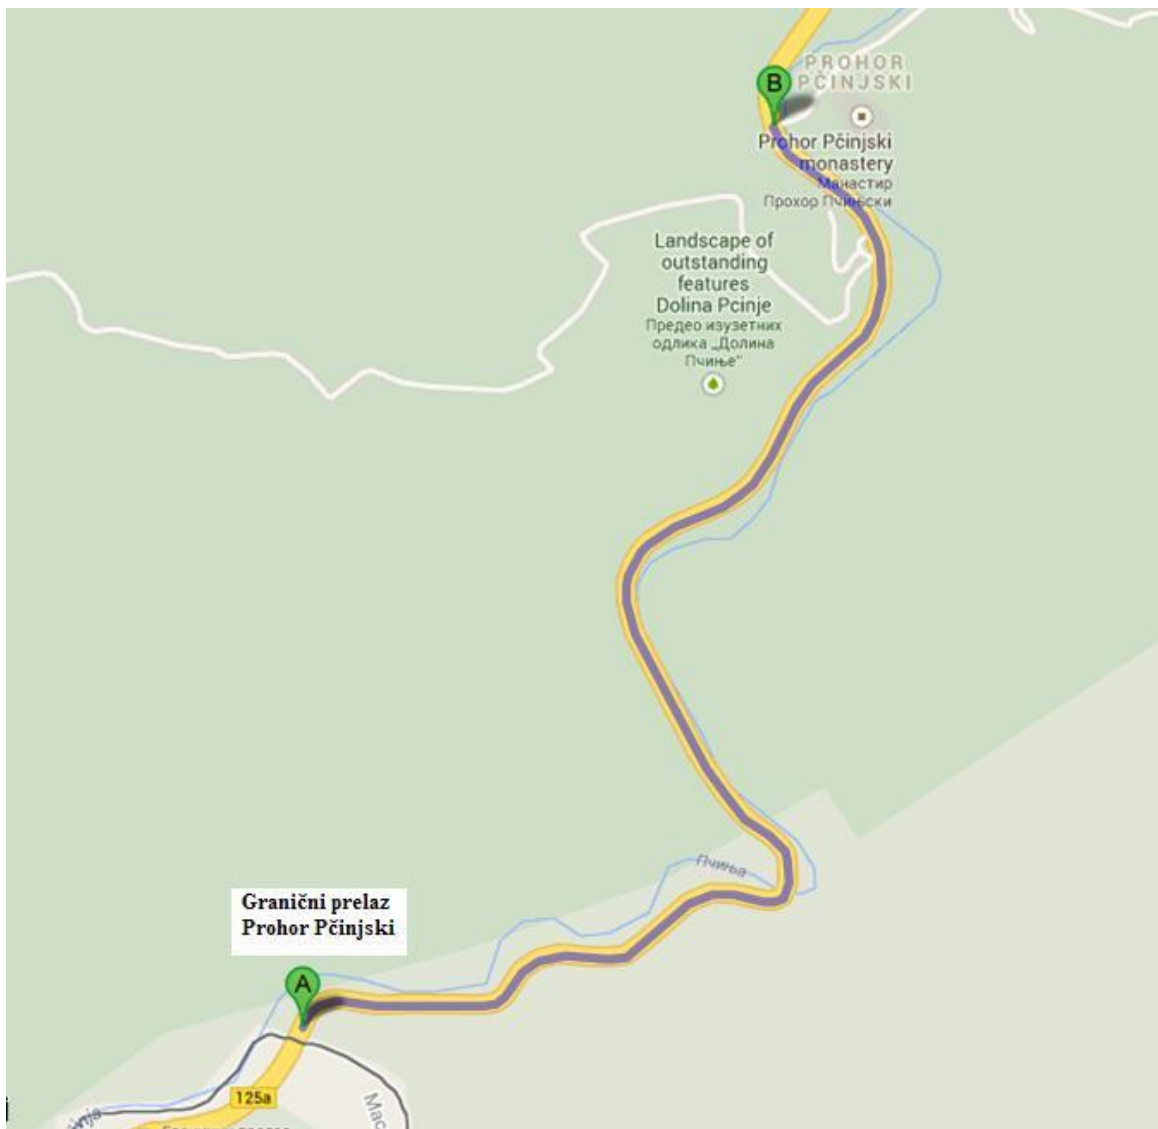 B
PROHOR
PČINJSKI
Prohor Pčinjski
monastery
Манастир
Прохор Пчињски
Landscape of
outstanding
features
Dolina Pcinje
Предео изузетних
одлика „Долина
Пчиње"
Пчиња
Granični prelaz
Prohor Pčinjski
A
125a